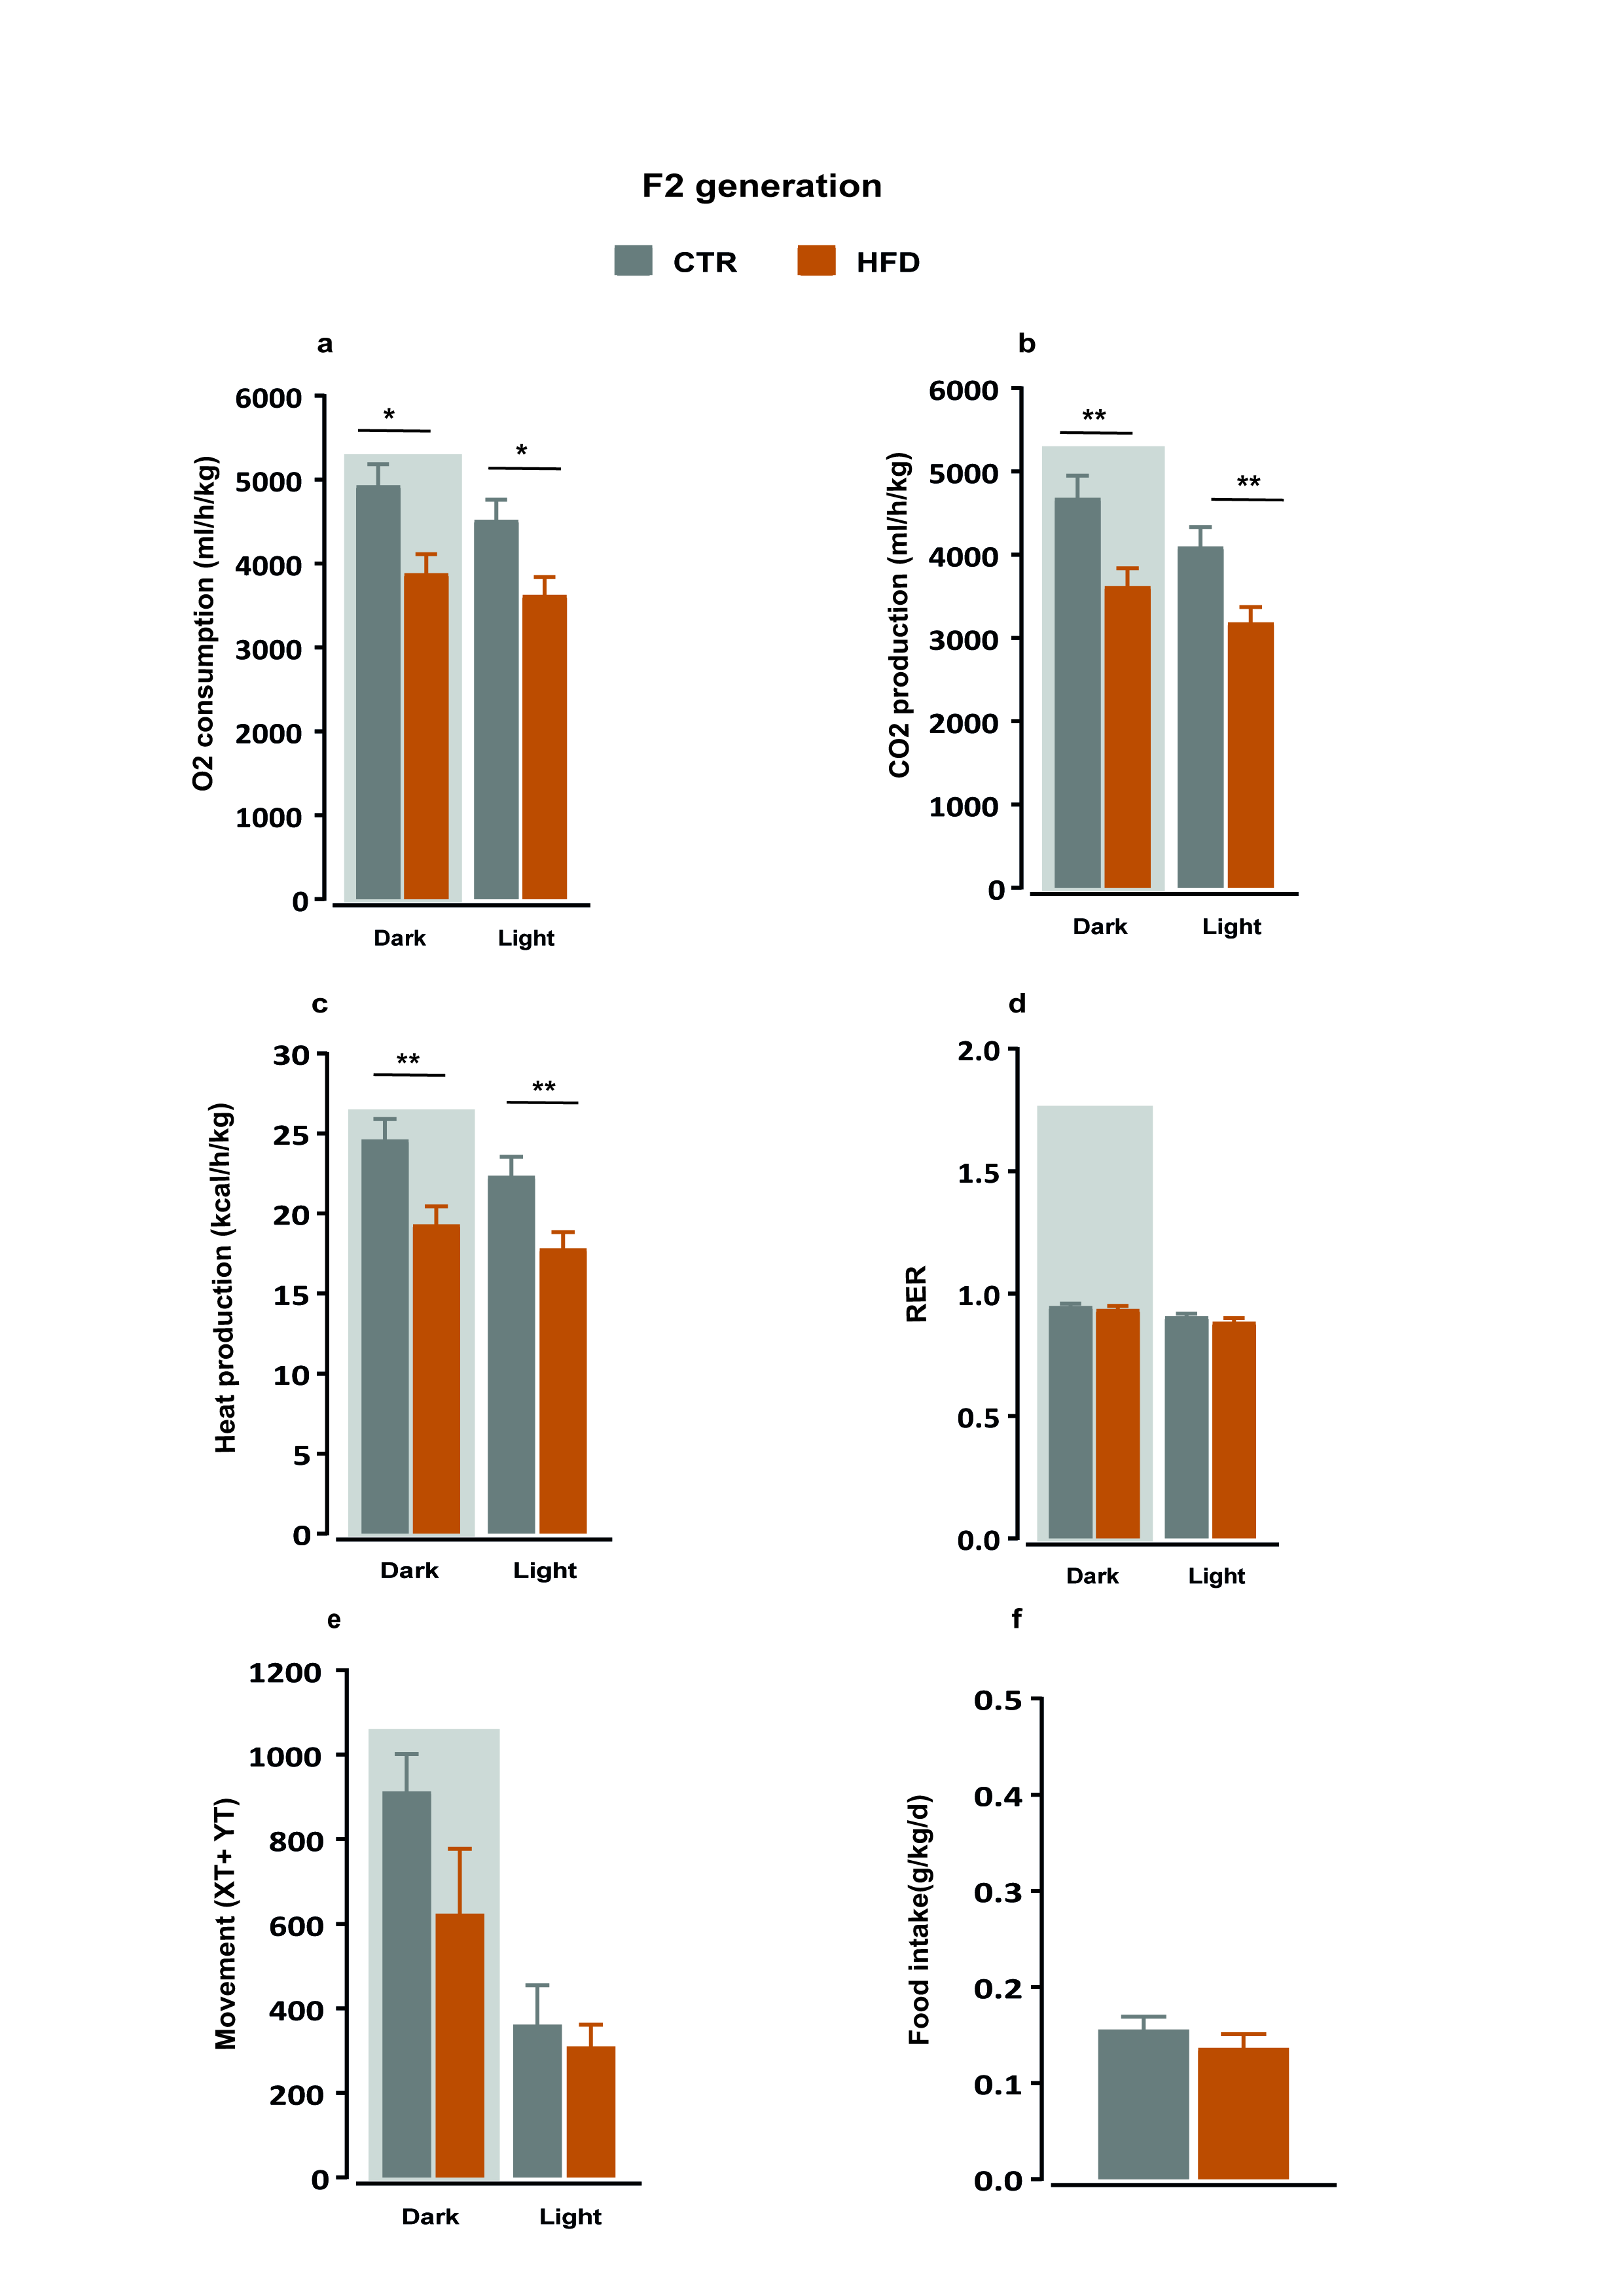 F2 generation
CTR HFD
a
6000
5000
4000
3000
2000
1000
0
O2 consumption (ml/h/kg)
*
*
Dark Light
b
6000
5000
4000
3000
2000
1000
0
CO2 production (ml/h/kg)
**
**
Dark Light
c
30
25
20
15
10
5
0
Heat production (kcal/h/kg)
**
**
Dark Light
d
2.0
1.5
1.0
0.5
0.0
RER
Dark Light
e
1200
1000
800
600
400
200
0
Movement (XT+ YT)
Dark Light
f
0.5
0.4
0.3
0.2
0.1
0.0
Food intake(g/kg/d)